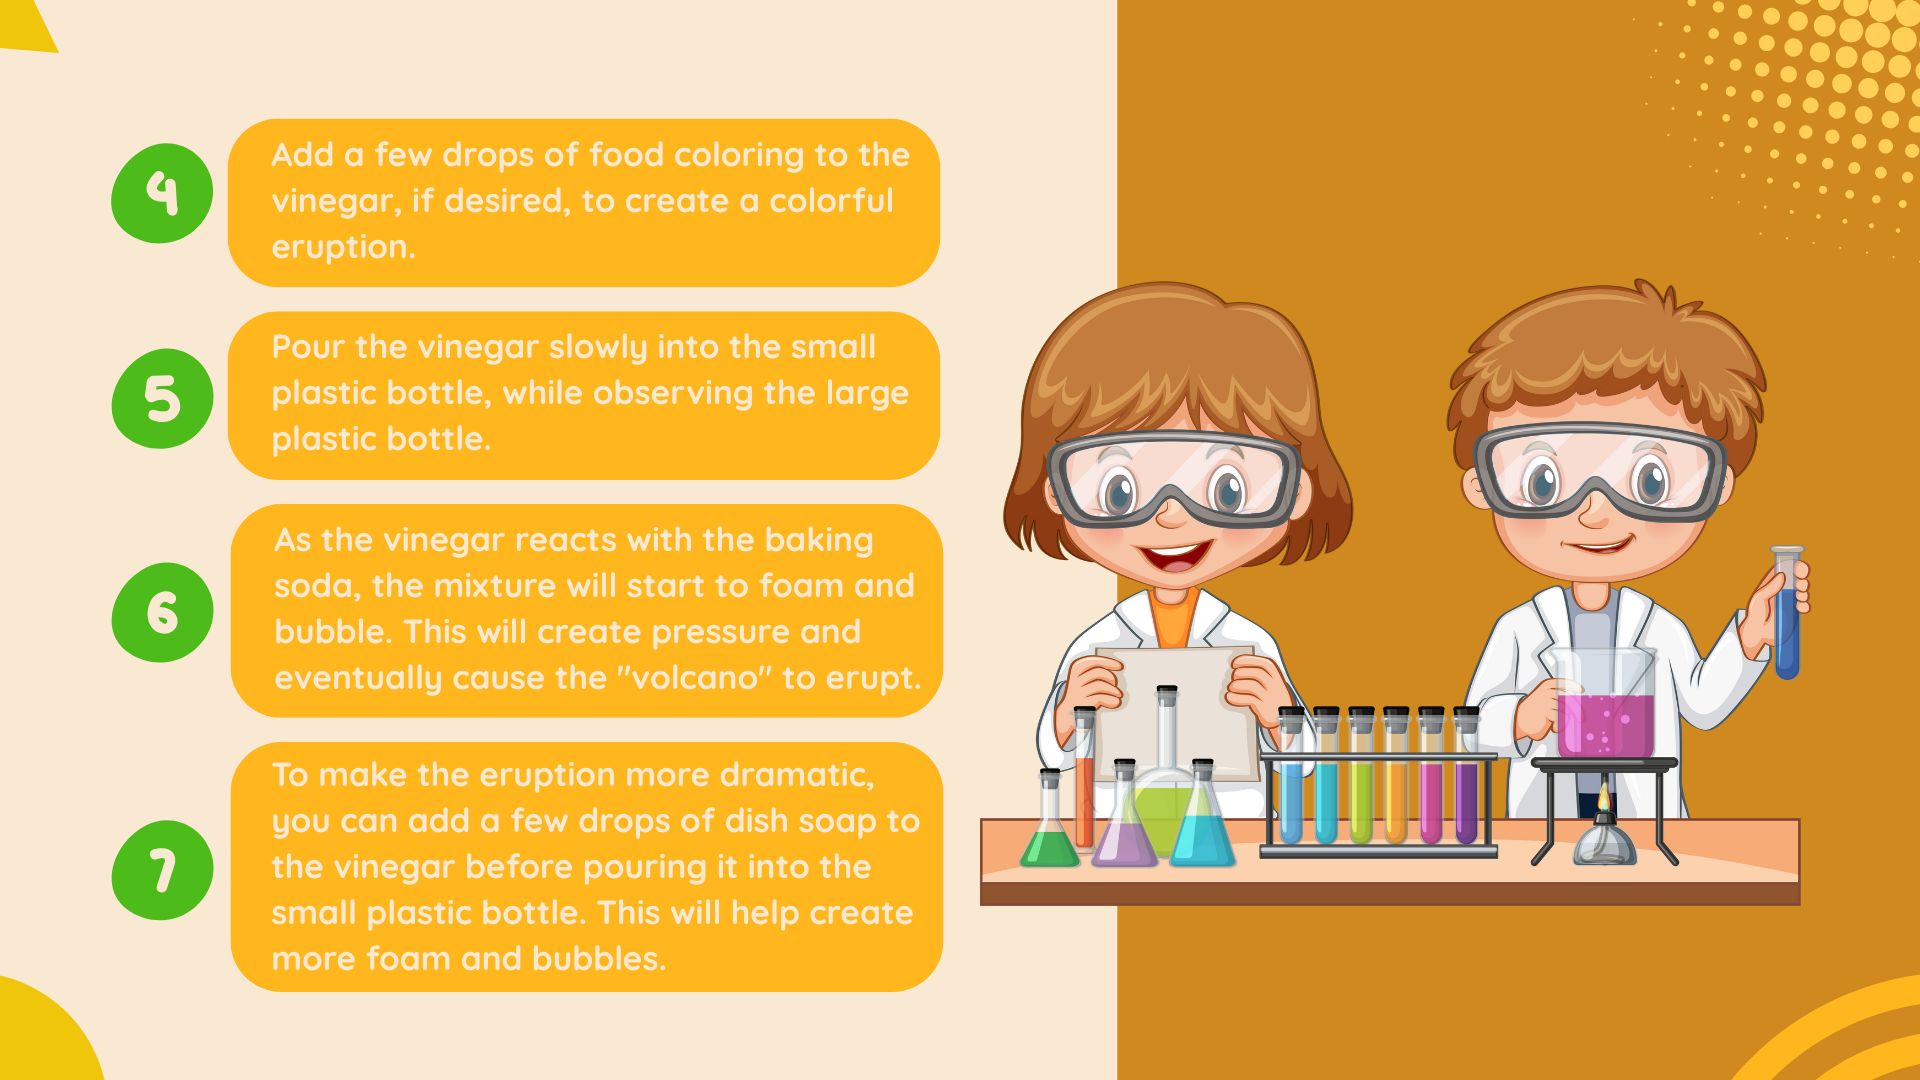 4
Add a few drops of food coloring to the
vinegar, if desired, to create a colorful
eruption.
5
Pour the vinegar slowly into the small
plastic bottle, while observing the large
plastic bottle.
6
As the vinegar reacts with the baking
soda, the mixture will start to foam and
bubble. This will create pressure and
eventually cause the "volcano" to erupt.
7
To make the eruption more dramatic,
you can add a few drops of dish soap to
the vinegar before pouring it into the
small plastic bottle. This will help create
more foam and bubbles.